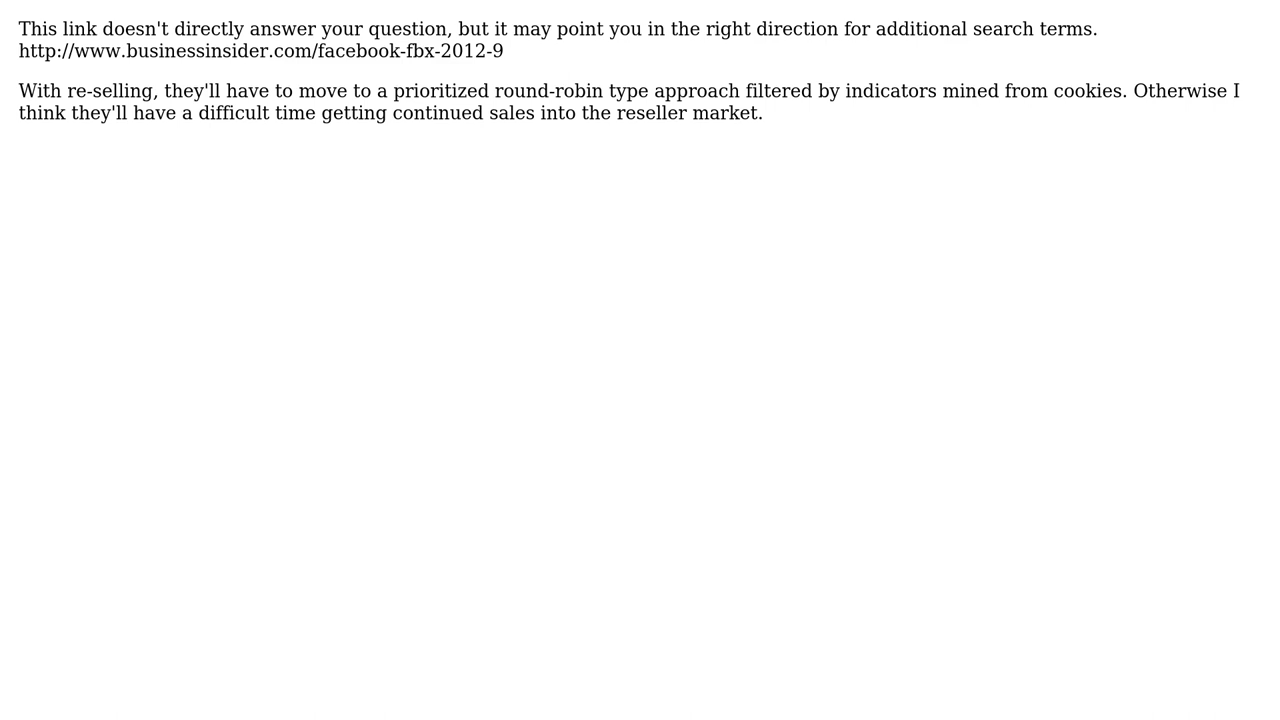 This link doesn't directly answer your question, but it may point you in the right direction for additional search terms.
http://www.businessinsider.com/facebook-fbx-2012-9
With re-selling, they'll have to move to a prioritized round-robin type approach filtered by indicators mined from cookies. Otherwise I
think they'll have a difficult time getting continued sales into the reseller market.